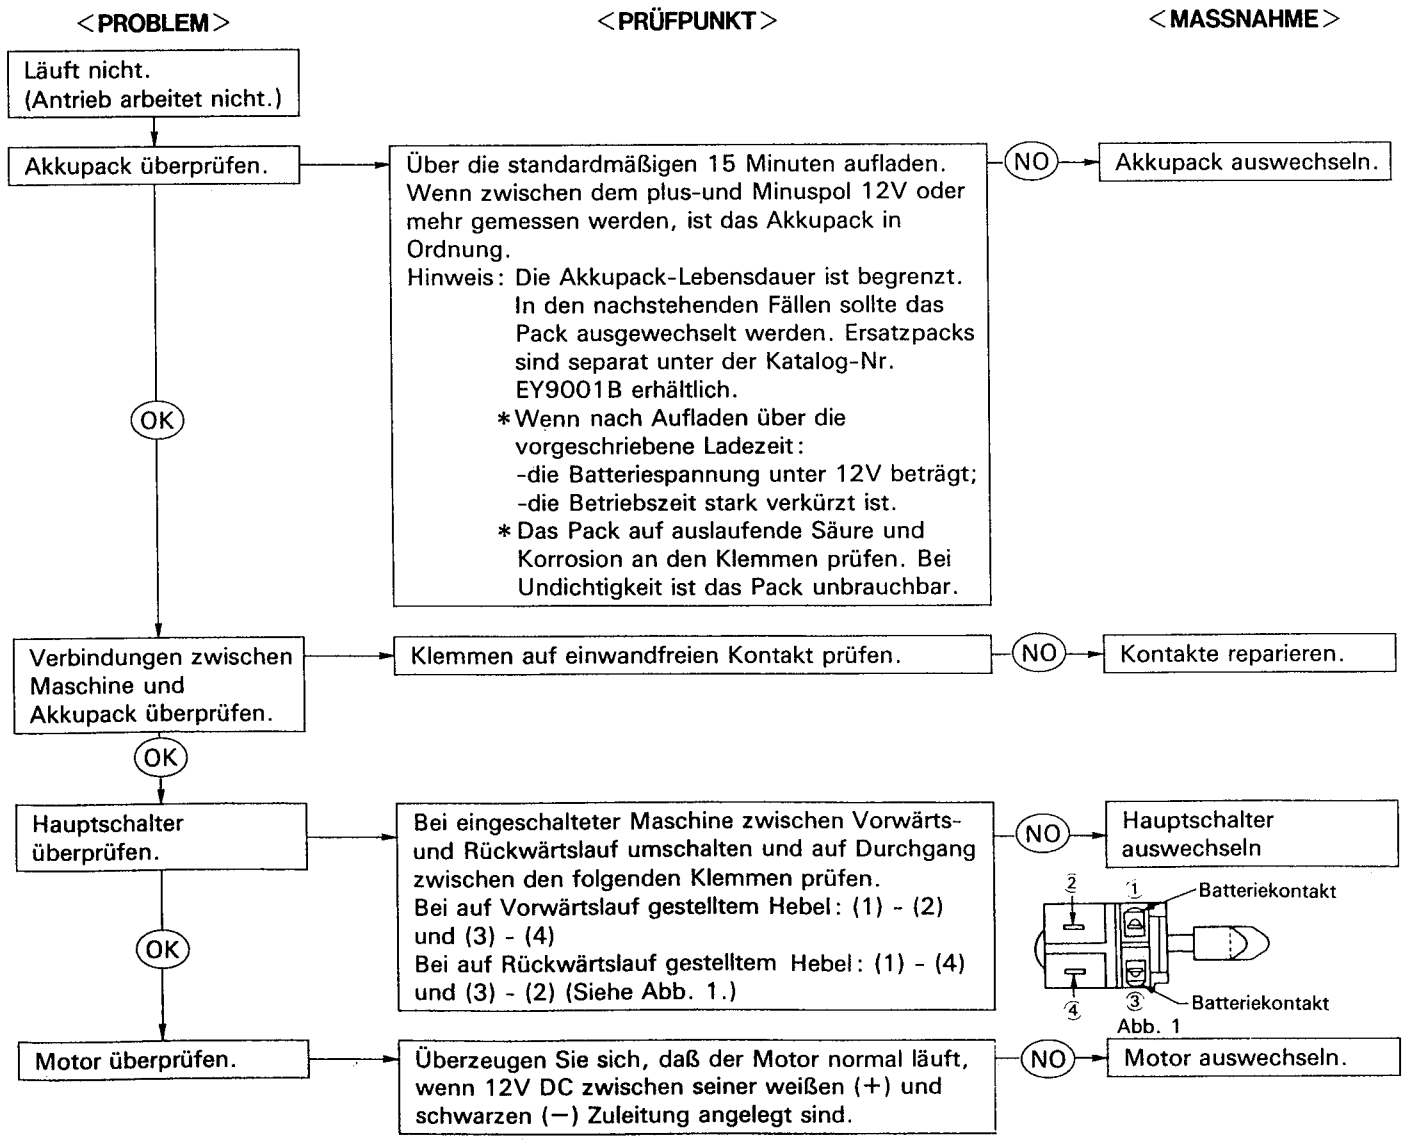 <PROBLEM>
<PRÜFPUNKT>
<MASSNAHME>
Läuft nicht.
(Antrieb arbeitet nicht.)
Akkupack überprüfen.
Über die standardmäßigen 15 Minuten aufladen.
Wenn zwischen dem plus-und Minuspol 12V oder
mehr gemessen werden, ist das Akkupack in
Ordnung.
Hinweis: Die Akkupack-Lebensdauer ist begrenzt.
In den nachstehenden Fällen sollte das
Pack ausgewechselt werden. Ersatzpacks
sind separat unter der Katalog-Nr.
EY9001B erhältlich.
*Wenn nach Aufladen über die
vorgeschriebene Ladezeit:
-die Batteriespannung unter 12V beträgt;
-die Betriebszeit stark verkürzt ist.
*Das Pack auf auslaufende Säure und
Korrosion an den Klemmen prüfen. Bei
Undichtigkeit ist das Pack unbrauchbar.
NO
Akkupack auswechseln.
OK
Verbindungen zwischen
Maschine und
Akkupack überprüfen.
Klemmen auf einwandfreien Kontakt prüfen.
NO
Kontakte reparieren.
OK
Hauptschalter
überprüfen.
Bei eingeschalteter Maschine zwischen Vorwärts-
und Rückwärtslauf umschalten und auf Durchgang
zwischen den folgenden Klemmen prüfen.
Bei auf Vorwärtslauf gestelltem Hebel: (1) - (2)
und (3) - (4)
Bei auf Rückwärtslauf gestelltem Hebel: (1) - (4)
und (3) - (2) (Siehe Abb. 1.)
NO
Hauptschalter
auswechseln
② ①
Batteriekontakt
④ ③
Batteriekontakt
Abb. 1
OK
Motor überprüfen.
Überzeugen Sie sich, daß der Motor normal läuft,
wenn 12V DC zwischen seiner weißen (+) und
schwarzen (−) Zuleitung angelegt sind.
NO
Motor auswechseln.